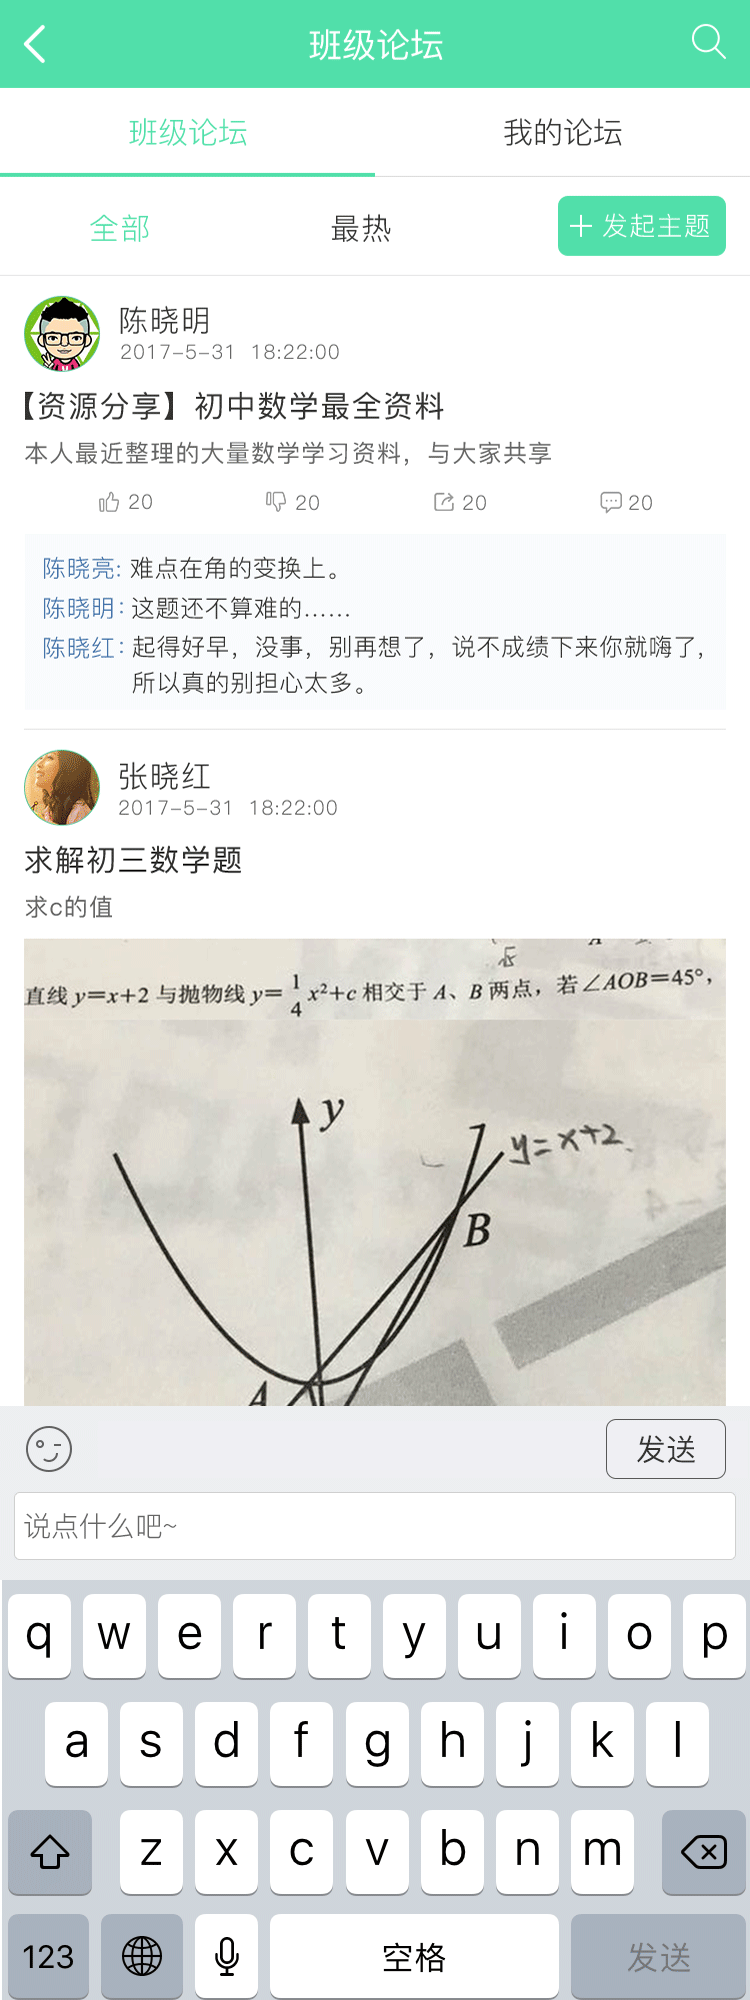 班级论坛
班级论坛 我的论坛
全部 最热 + 发起主题
陈晓明
2017-5-31 18:22:00
【资源分享】初中数学最全资料
本人最近整理的大量数学学习资料，与大家共享
20 20 20 20
陈晓亮: 难点在角的变换上。
陈晓明: 这题还不算难的……
陈晓红: 起得好早，没事，别再想了，说不成绩下来你就嗨了，
所以真的别担心太多。
张晓红
2017-5-31 18:22:00
求解初三数学题
求c的值
直线 y=x+2 与抛物线 y=1/4 x²+c 相交于 A、B 两点，若∠AOB=45°，
y
y=x+2
B
A
发送
说点什么吧~
q w e r t y u i o p
a s d f g h j k l
z x c v b n m
123 空格 发送